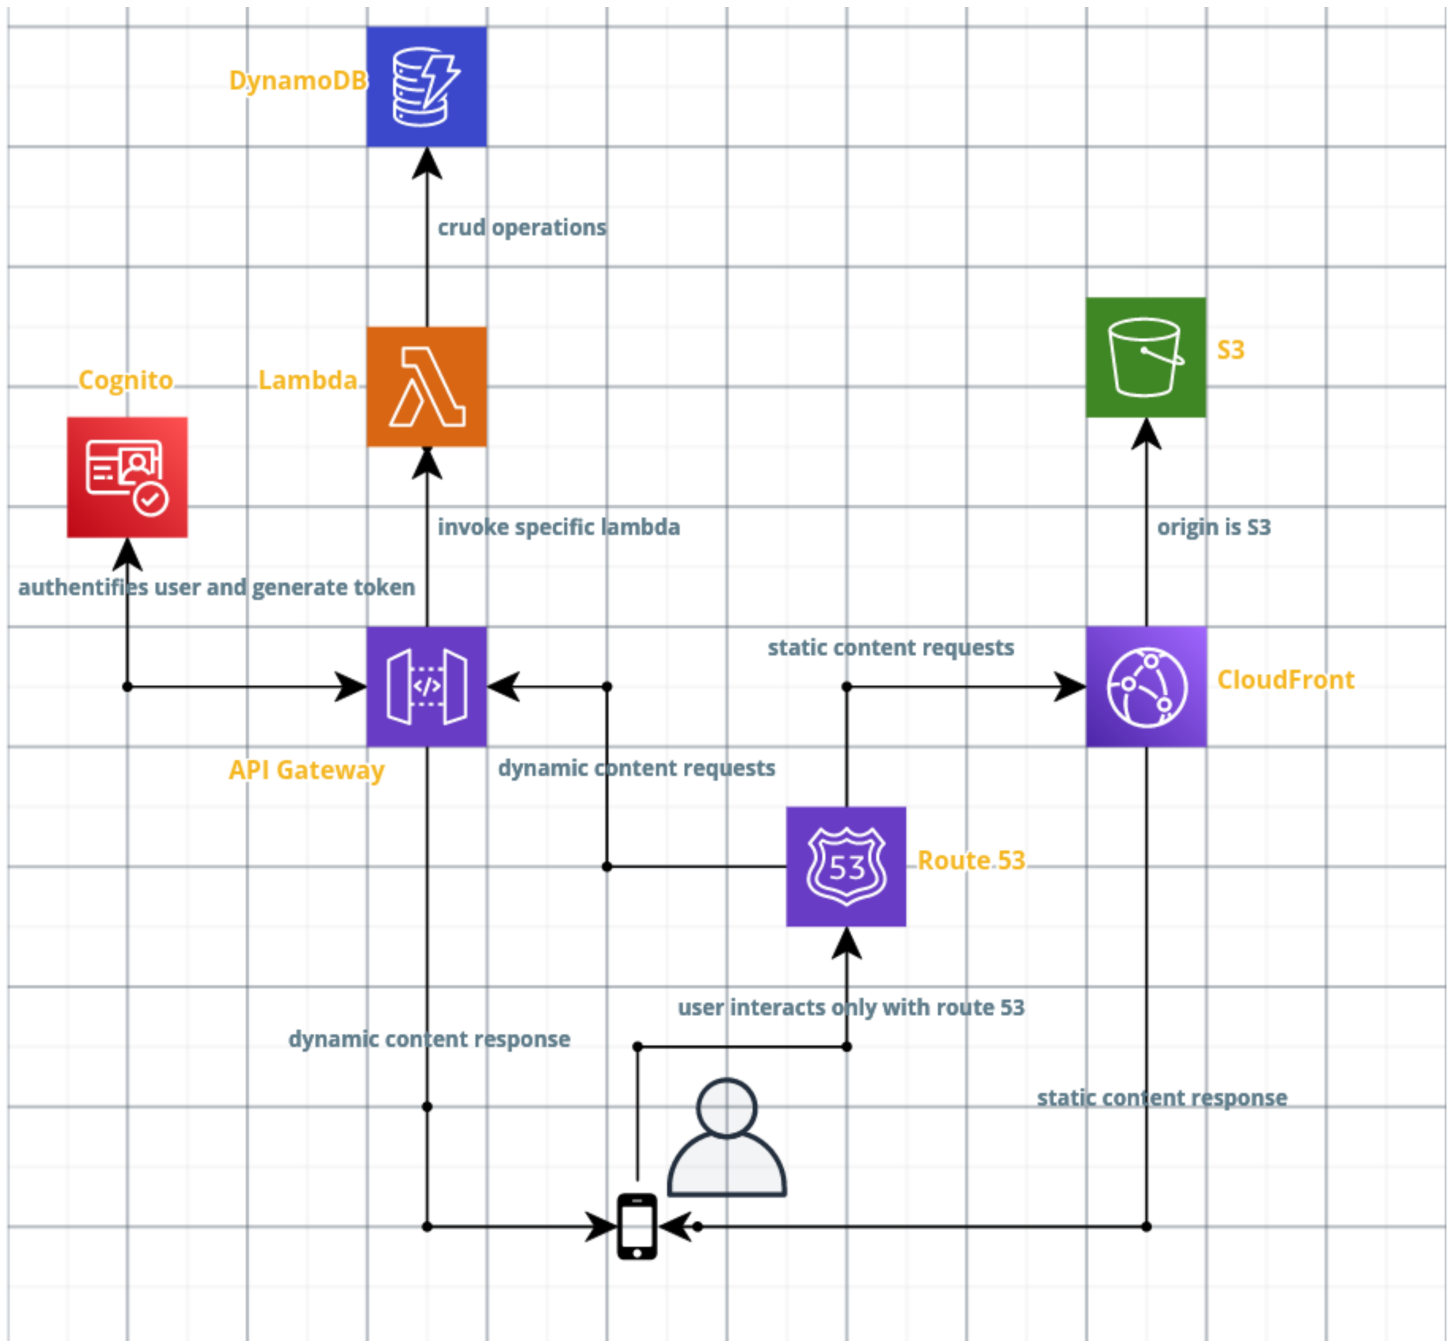 DynamoDB
crud operations
S3
Cognito
Lambda
invoke specific lambda
origin is S3
authentifies user and generate token
static content requests
CloudFront
</>
API Gateway
dynamic content requests
53
Route 53
user interacts only with route 53
dynamic content response
static content response